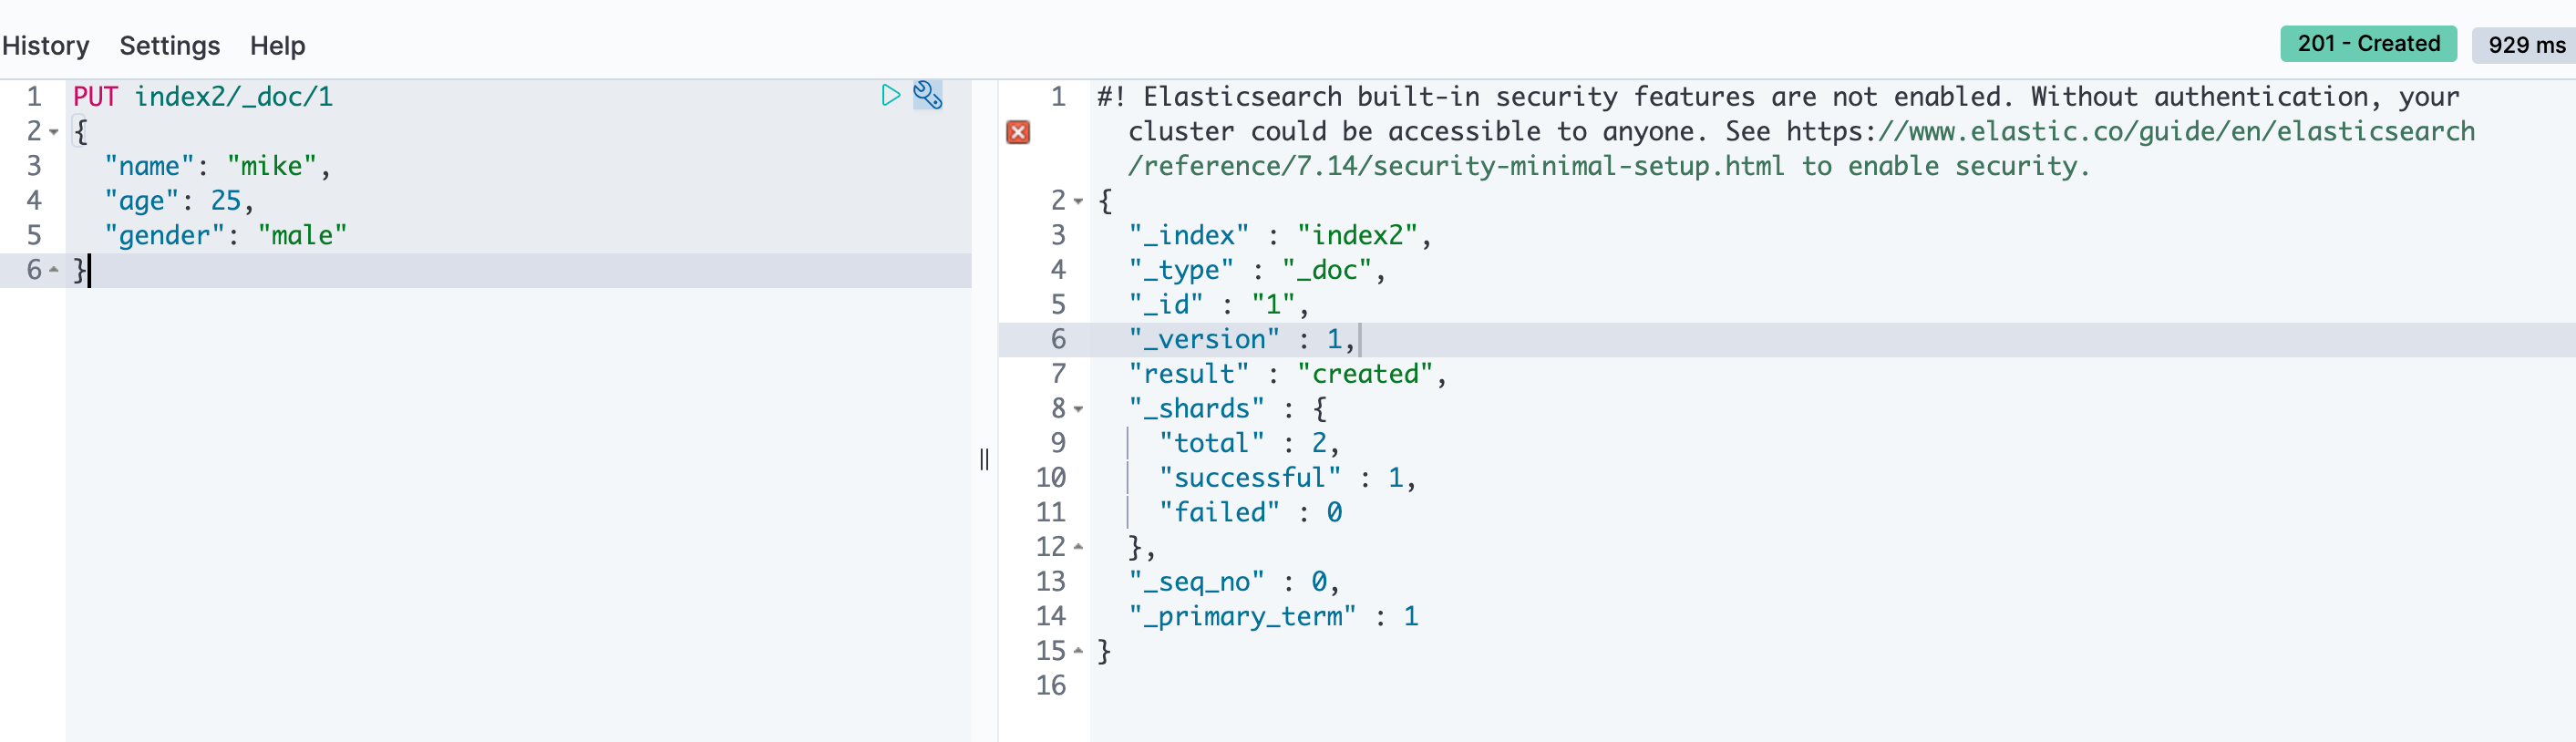 History Settings Help
201 - Created 929 ms
1 PUT index2/_doc/1
2 {
3 "name": "mike",
4 "age": 25,
5 "gender": "male"
6 }
1 #! Elasticsearch built-in security features are not enabled. Without authentication, your
cluster could be accessible to anyone. See https://www.elastic.co/guide/en/elasticsearch
/reference/7.14/security-minimal-setup.html to enable security.
2 {
3 "_index" : "index2",
4 "_type" : "_doc",
5 "_id" : "1",
6 "_version" : 1,
7 "result" : "created",
8 "_shards" : {
9 "total" : 2,
10 "successful" : 1,
11 "failed" : 0
12 },
13 "_seq_no" : 0,
14 "_primary_term" : 1
15 }
16